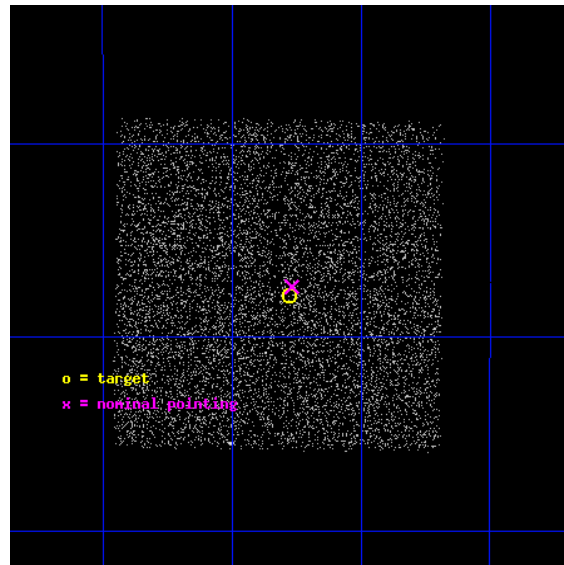 o = target
x = nominal pointing